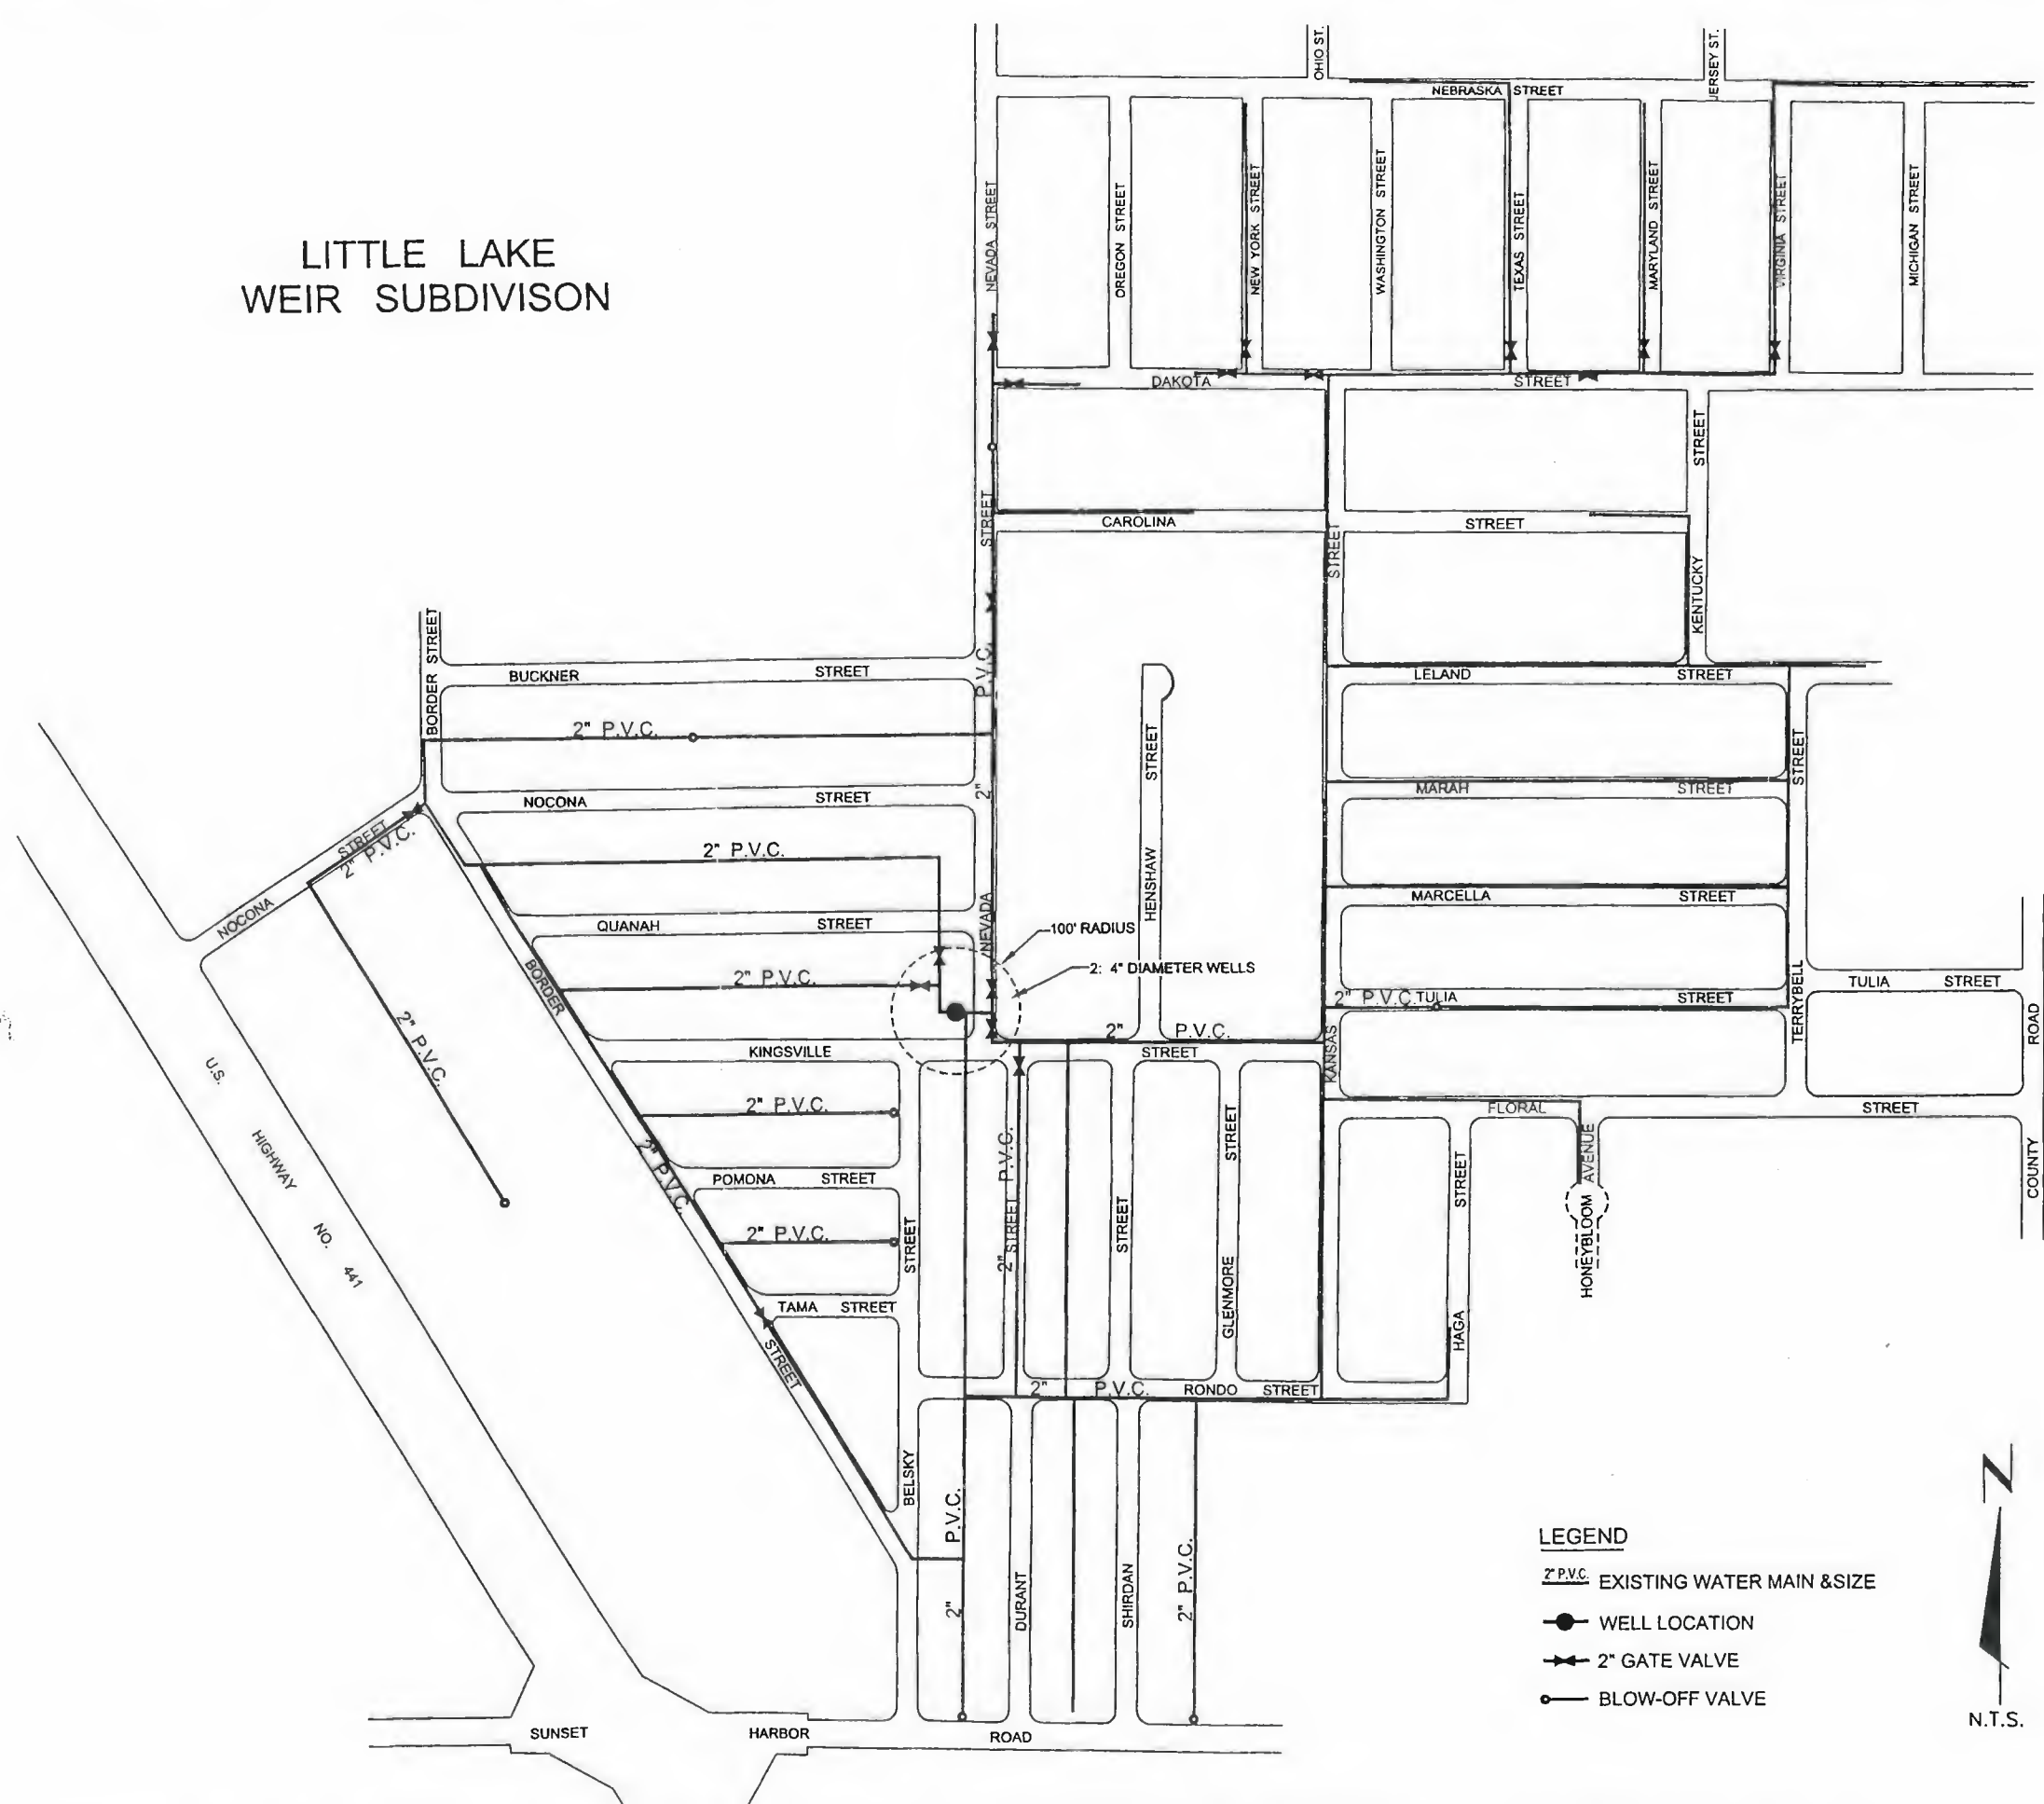 LITTLE LAKE
WEIR SUBDIVISON
OHIO ST.
JERSEY ST.
NEBRASKA STREET
NEVADA STREET
OREGON STREET
NEW YORK STREET
WASHINGTON STREET
TEXAS STREET
MARYLAND STREET
VIRGINIA STREET
MICHIGAN STREET
DAKOTA STREET
STREET
CAROLINA STREET
STREET
STREET
KENTUCKY
BORDER STREET
BUCKNER STREET
2" P.V.C.
LELAND STREET
2" P.V.C.
HENSHAW STREET
NOCONA STREET
MARAH STREET
STREET
STREET
2" P.V.C.
NOCONA
2" P.V.C.
MARCELLA STREET
QUANAH STREET
NEVADA
100' RADIUS
2: 4" DIAMETER WELLS
BORDER
2" P.V.C.
2" P.V.C.
TULIA STREET
TERRYBELL
TULIA STREET
ROAD
COUNTY
2" P.V.C.
KINGSVILLE STREET
2" P.V.C.
KANSAS
U.S. HIGHWAY NO. 441
2" P.V.C.
FLORAL STREET
HONEYBLOOM AVENUE
2" P.V.C.
POMONA STREET
2" P.V.C.
STREET
2" P.V.C.
STREET
STREET
GLENMORE STREET
HAGA STREET
TAMA STREET
STREET
2" P.V.C. RONDO STREET
BELSKY
2" P.V.C.
DURANT
SHIRIDAN
2" P.V.C.
SUNSET HARBOR ROAD
LEGEND
2" P.V.C. EXISTING WATER MAIN &SIZE
WELL LOCATION
2" GATE VALVE
BLOW-OFF VALVE
N
N.T.S.